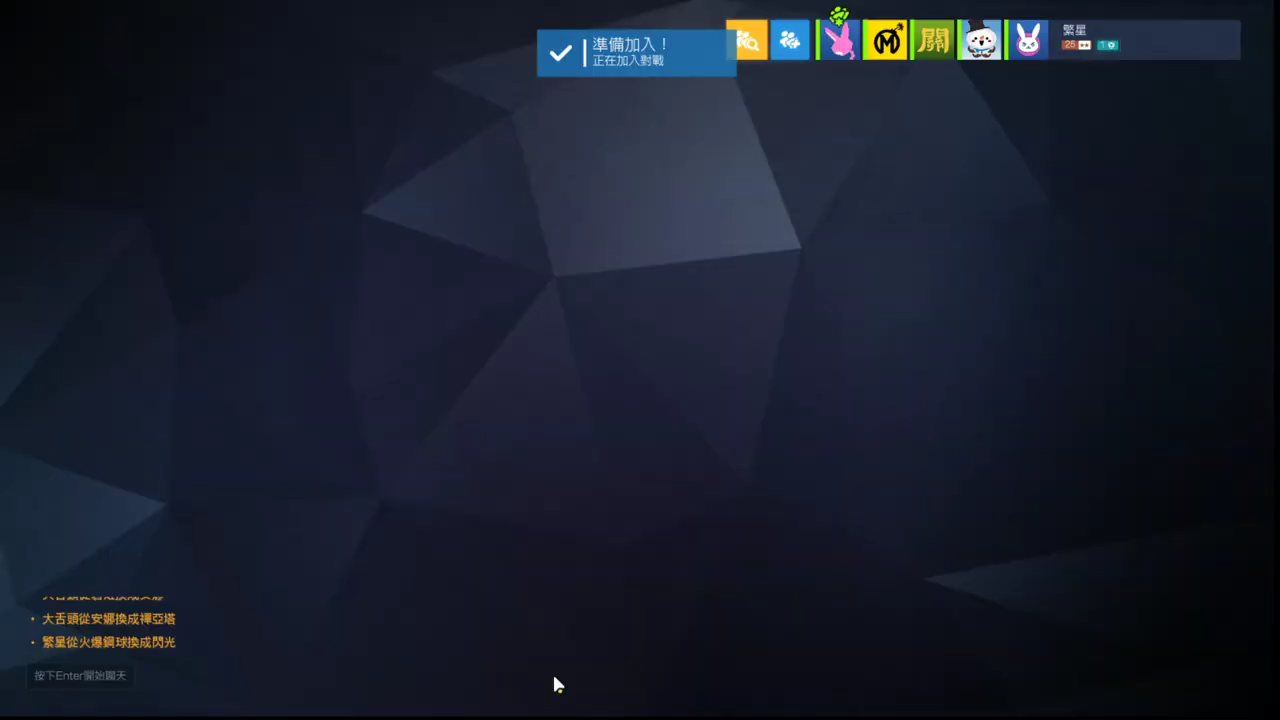 準備加入！
正在加入對戰
關
繁星
25
1
大舌頭從安娜換成禪亞塔
繁星從火爆鋼球換成閃光
按下Enter開始聊天